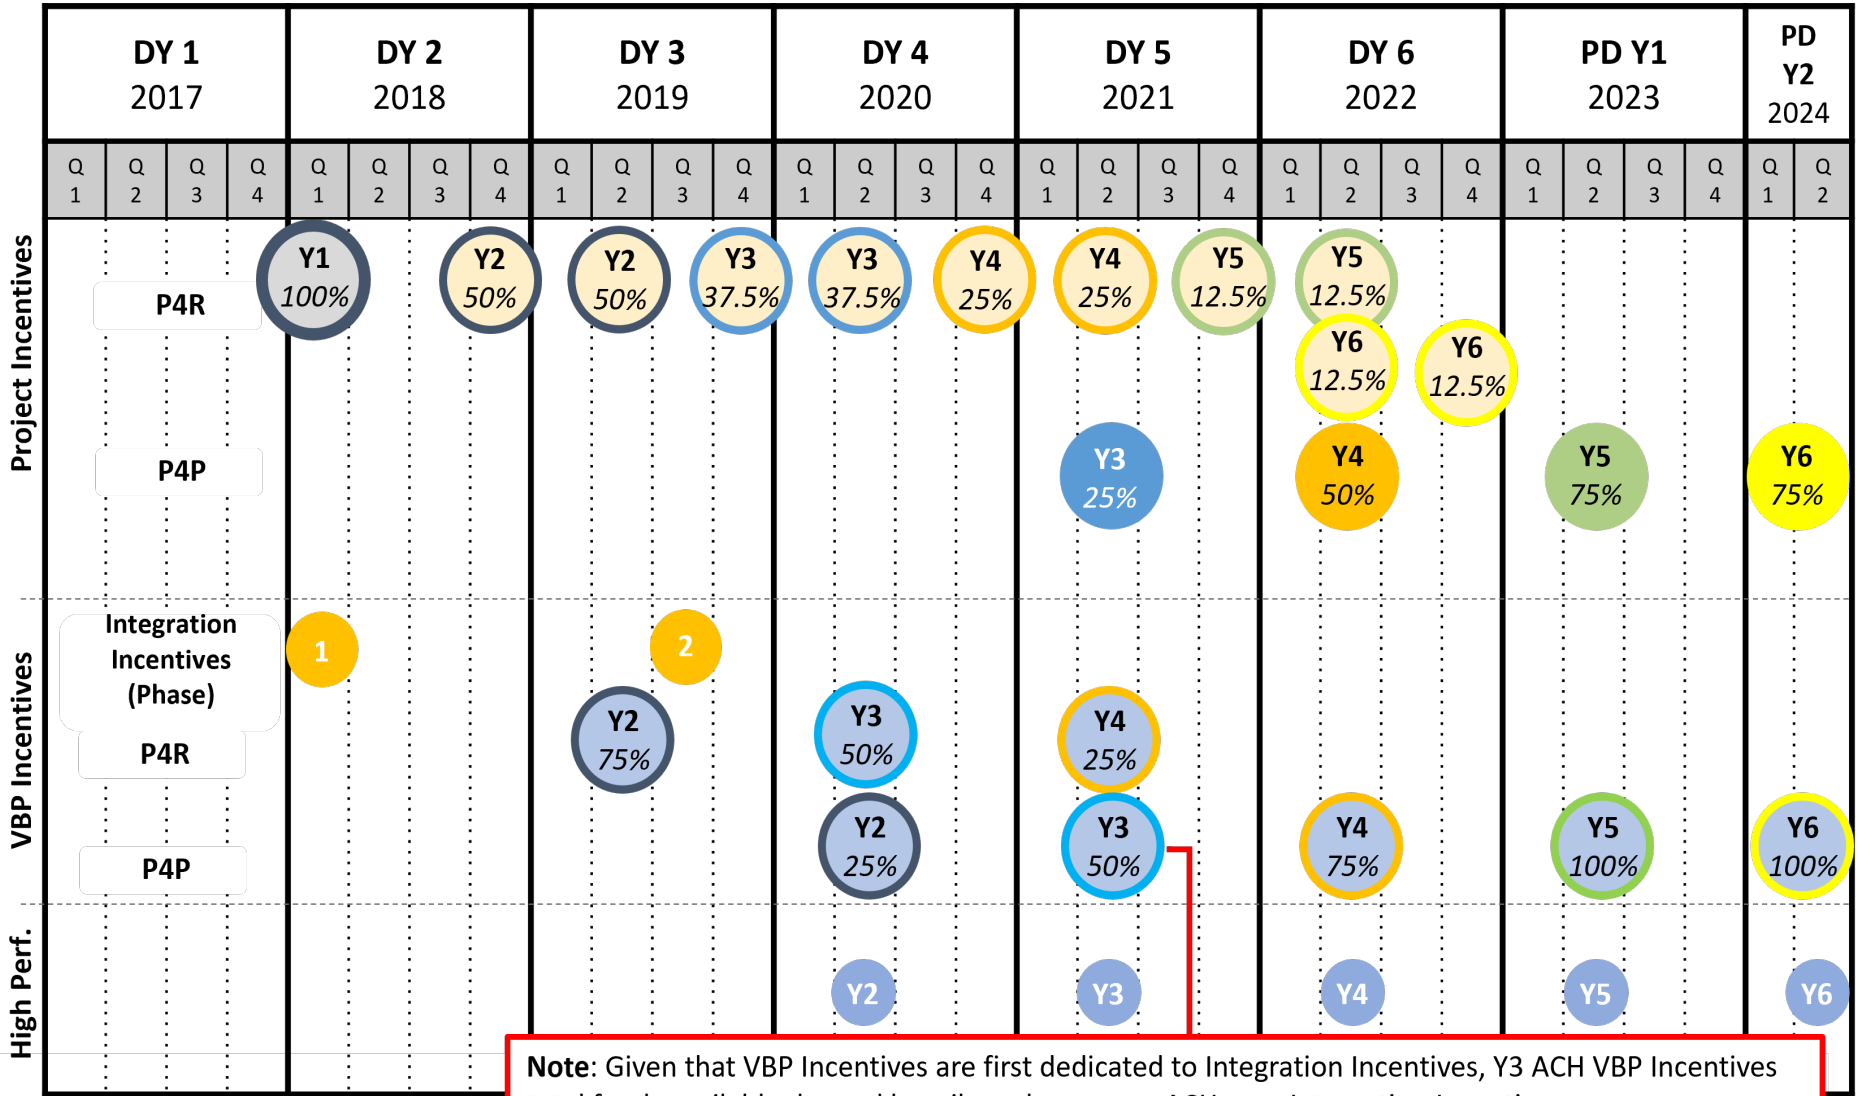 DY 1
2017
DY 2
2018
DY 3
2019
DY 4
2020
DY 5
2021
DY 6
2022
PD Y1
2023
PD
Y2
2024
Q Q Q Q Q Q Q Q Q Q Q Q Q Q Q Q Q Q Q Q Q Q Q Q Q Q Q Q Q Q
1 2 3 4 1 2 3 4 1 2 3 4 1 2 3 4 1 2 3 4 1 2 3 4 1 2 3 4 1 2
Project Incentives
P4R
Y1
100%
Y2
50%
Y2
50%
Y3
37.5%
Y3
37.5%
Y4
25%
Y4
25%
Y5
12.5%
Y5
12.5%
Y6
12.5%
Y6
12.5%
P4P
Y3
25%
Y4
50%
Y5
75%
Y6
75%
VBP Incentives
Integration
Incentives
(Phase)
1
2
P4R
Y2
75%
Y3
50%
Y4
25%
P4P
Y2
25%
Y3
50%
Y4
75%
Y5
100%
Y6
100%
High Perf.
Y2
Y3
Y4
Y5
Y6
Note: Given that VBP Incentives are first dedicated to Integration Incentives, Y3 ACH VBP Incentives